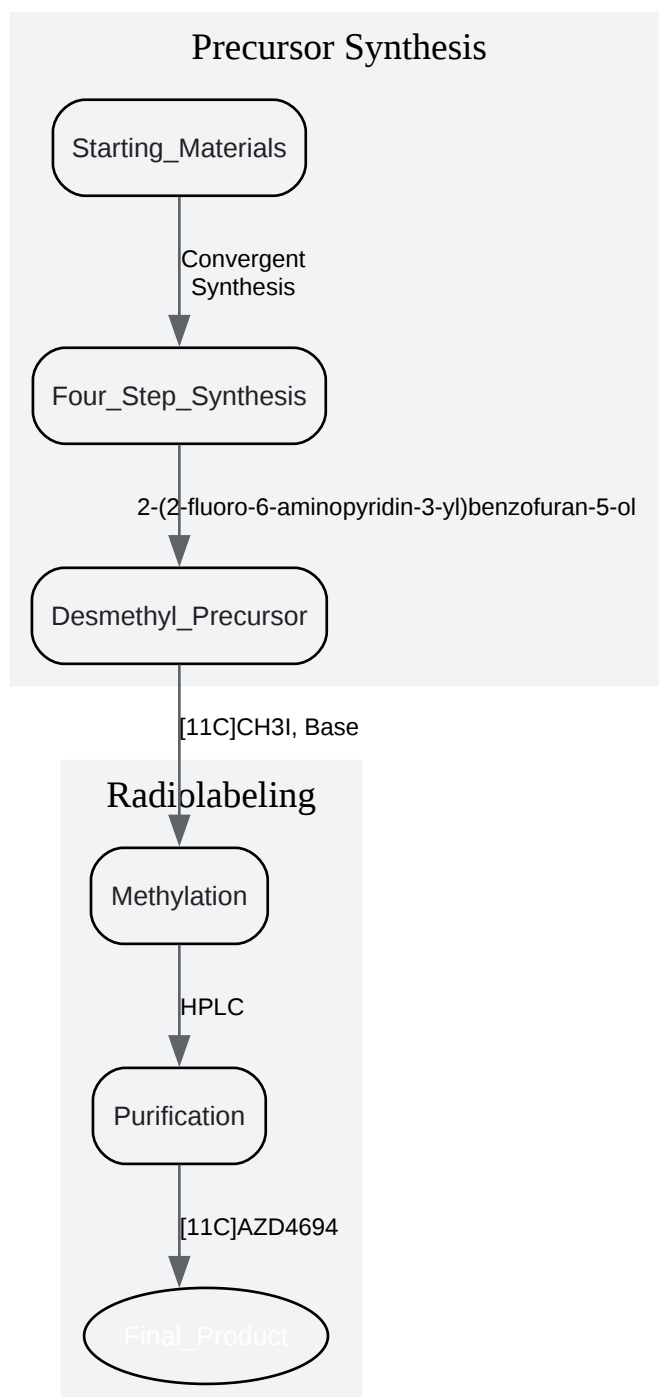 Precursor Synthesis
Starting_Materials
Convergent
Synthesis
Four_Step_Synthesis
2-(2-fluoro-6-aminopyridin-3-yl)benzofuran-5-ol
Desmethyl_Precursor
[11C]CH3I, Base
Radiolabeling
Methylation
HPLC
Purification
[11C]AZD4694
Final_Product